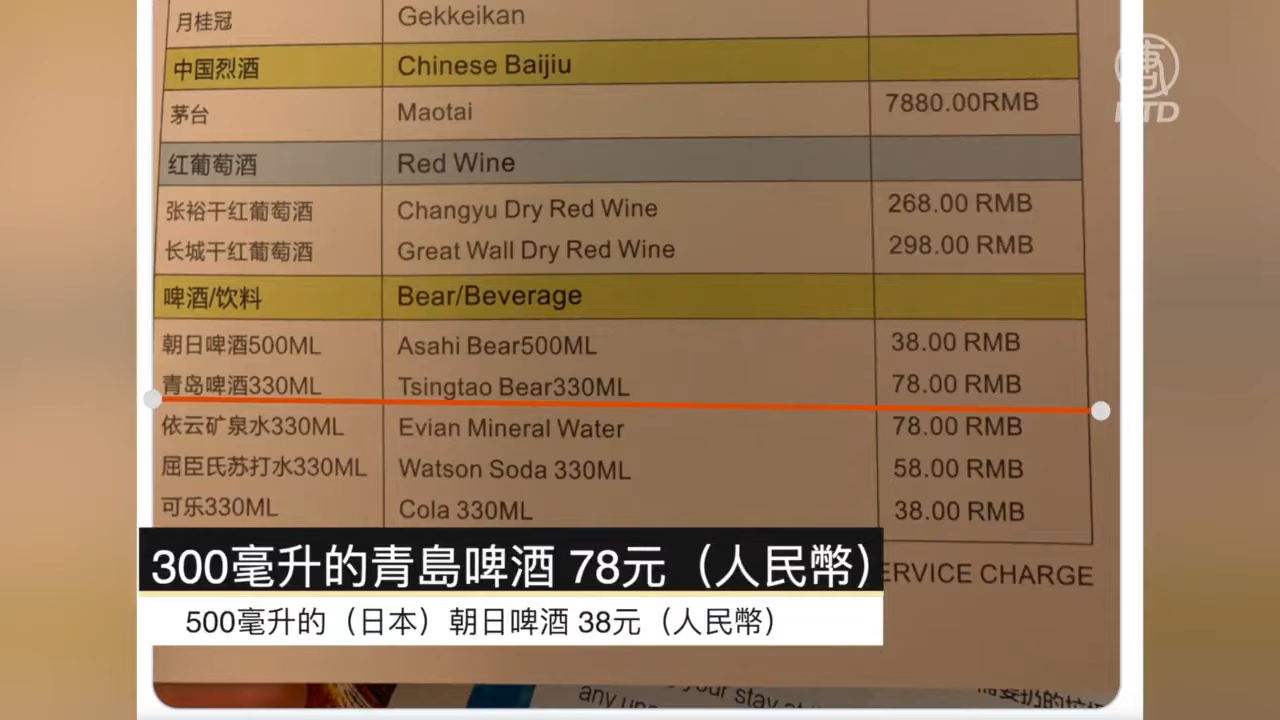 月桂冠 Gekkeikan
中国烈酒 Chinese Baijiu
茅台 Maotai 7880.00RMB
红葡萄酒 Red Wine
张裕干红葡萄酒 Changyu Dry Red Wine 268.00 RMB
长城干红葡萄酒 Great Wall Dry Red Wine 298.00 RMB
啤酒/饮料 Bear/Beverage
朝日啤酒500ML Asahi Bear500ML 38.00 RMB
青岛啤酒330ML Tsingtao Bear330ML 78.00 RMB
依云矿泉水330ML Evian Mineral Water 78.00 RMB
屈臣氏苏打水330ML Watson Soda 330ML 58.00 RMB
可乐330ML Cola 330ML 38.00 RMB
300毫升的青島啤酒 78元（人民幣）
ERVICE CHARGE
500毫升的（日本）朝日啤酒 38元（人民幣）
your stay
any
NTD